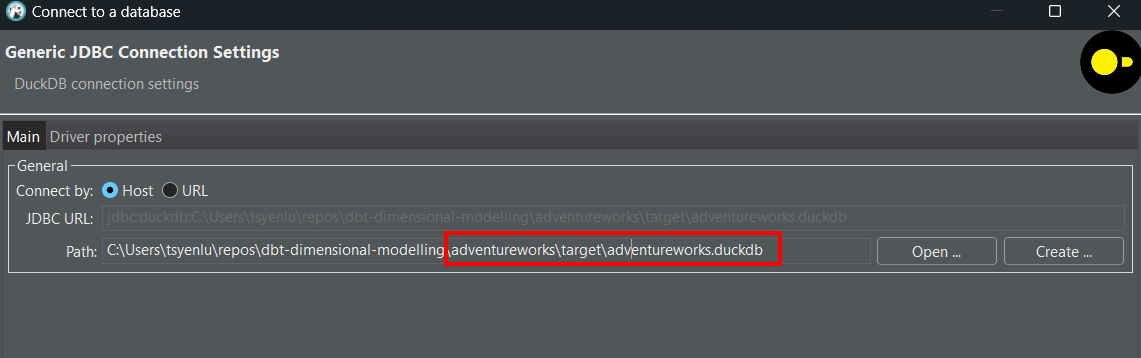 Connect to a database
Generic JDBC Connection Settings
DuckDB connection settings
Main Driver properties
General
Connect by: Host URL
JDBC URL: jdbc:duckdb:C:\Users\tsyenlu\repos\dbt-dimensional-modelling\adventureworks\target\adventureworks.duckdb
Path: C:\Users\tsyenlu\repos\dbt-dimensional-modelling\adventureworks\target\adventureworks.duckdb Open ... Create ...